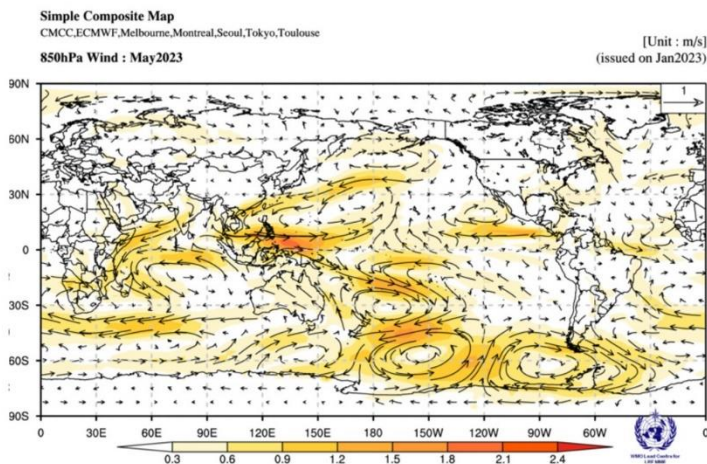 Simple Composite Map
CMCC,ECMWF,Melbourne,Montreal,Seoul,Tokyo,Toulouse
850hPa Wind : May2023
[Unit : m/s]
(issued on Jan2023)
1
90N
60N
30N
0
30S
60S
90S
0 30E 60E 90E 120E 150E 180 150W 120W 90W 60W 0
0.3 0.6 0.9 1.2 1.5 1.8 2.1 2.4